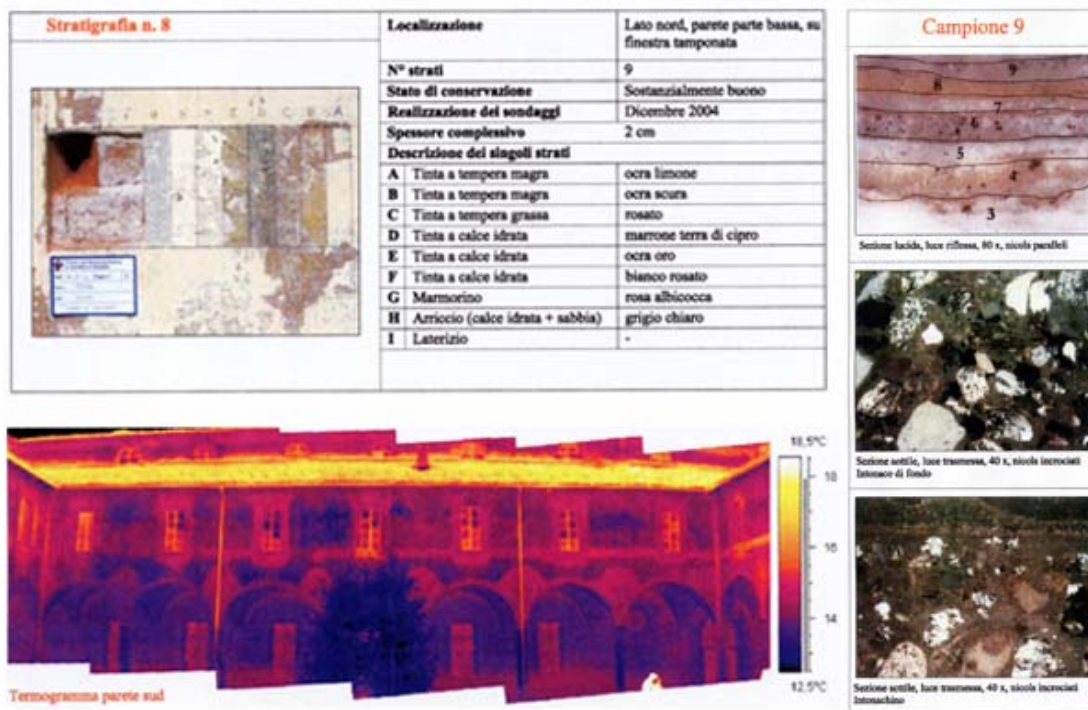 Stratigrafia n. 8
Localizzazione Lato nord, parete parte bassa, su
finestra tamponata
N° strati 9
Stato di conservazione Sostanzialmente buono
Realizzazione dei sondaggi Dicembre 2004
Spessore complessivo 2 cm
Descrizione dei singoli strati
A Tinta a tempera magra ocra limone
B Tinta a tempera magra ocra scura
C Tinta a tempera grassa rosato
D Tinta a calce idrata marrone terra di cipro
E Tinta a calce idrata ocra oro
F Tinta a calce idrata bianco rosato
G Marmorino rosa albicocca
H Arriccio (calce idrata + sabbia) grigio chiaro
I Laterizio -
Campione 9
9
8
7
6
5
4
3
Sezione lucida, luce riflessa, 80 x, nicols paralleli
Sezione sottile, luce trasmessa, 40 x, nicols incrociati
Intonaco di fondo
Sezione sottile, luce trasmessa, 40 x, nicols incrociati
Intonachino
18,5°C
18
16
14
12,5°C
Termogramma parete sud